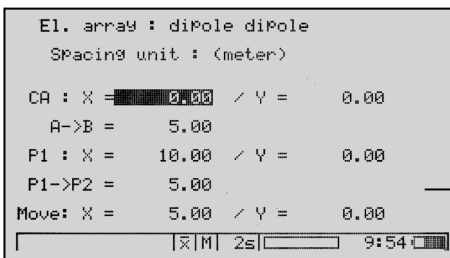 El. array : dipole dipole
Spacing unit : (meter)
CA : X = 0.00 / Y = 0.00
A->B = 5.00
P1 : X = 10.00 / Y = 0.00
P1->P2 = 5.00
Move: X = 5.00 / Y = 0.00
x̅ M 2s 9:54